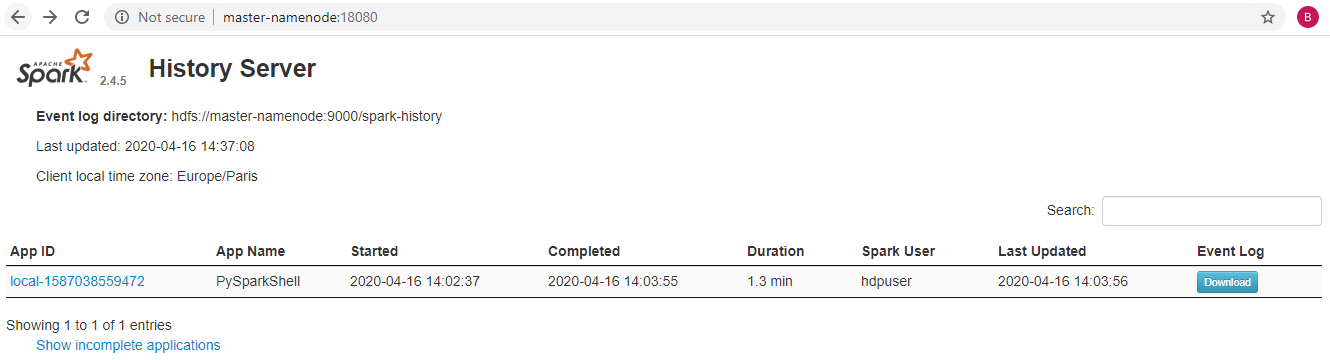 Not secure | master-namenode:18080
B
APACHE
Spark 2.4.5 History Server
Event log directory: hdfs://master-namenode:9000/spark-history
Last updated: 2020-04-16 14:37:08
Client local time zone: Europe/Paris
Search:
App ID App Name Started Completed Duration Spark User Last Updated Event Log
local-1587038559472 PySparkShell 2020-04-16 14:02:37 2020-04-16 14:03:55 1.3 min hdpuser 2020-04-16 14:03:56 Download
Showing 1 to 1 of 1 entries
Show incomplete applications